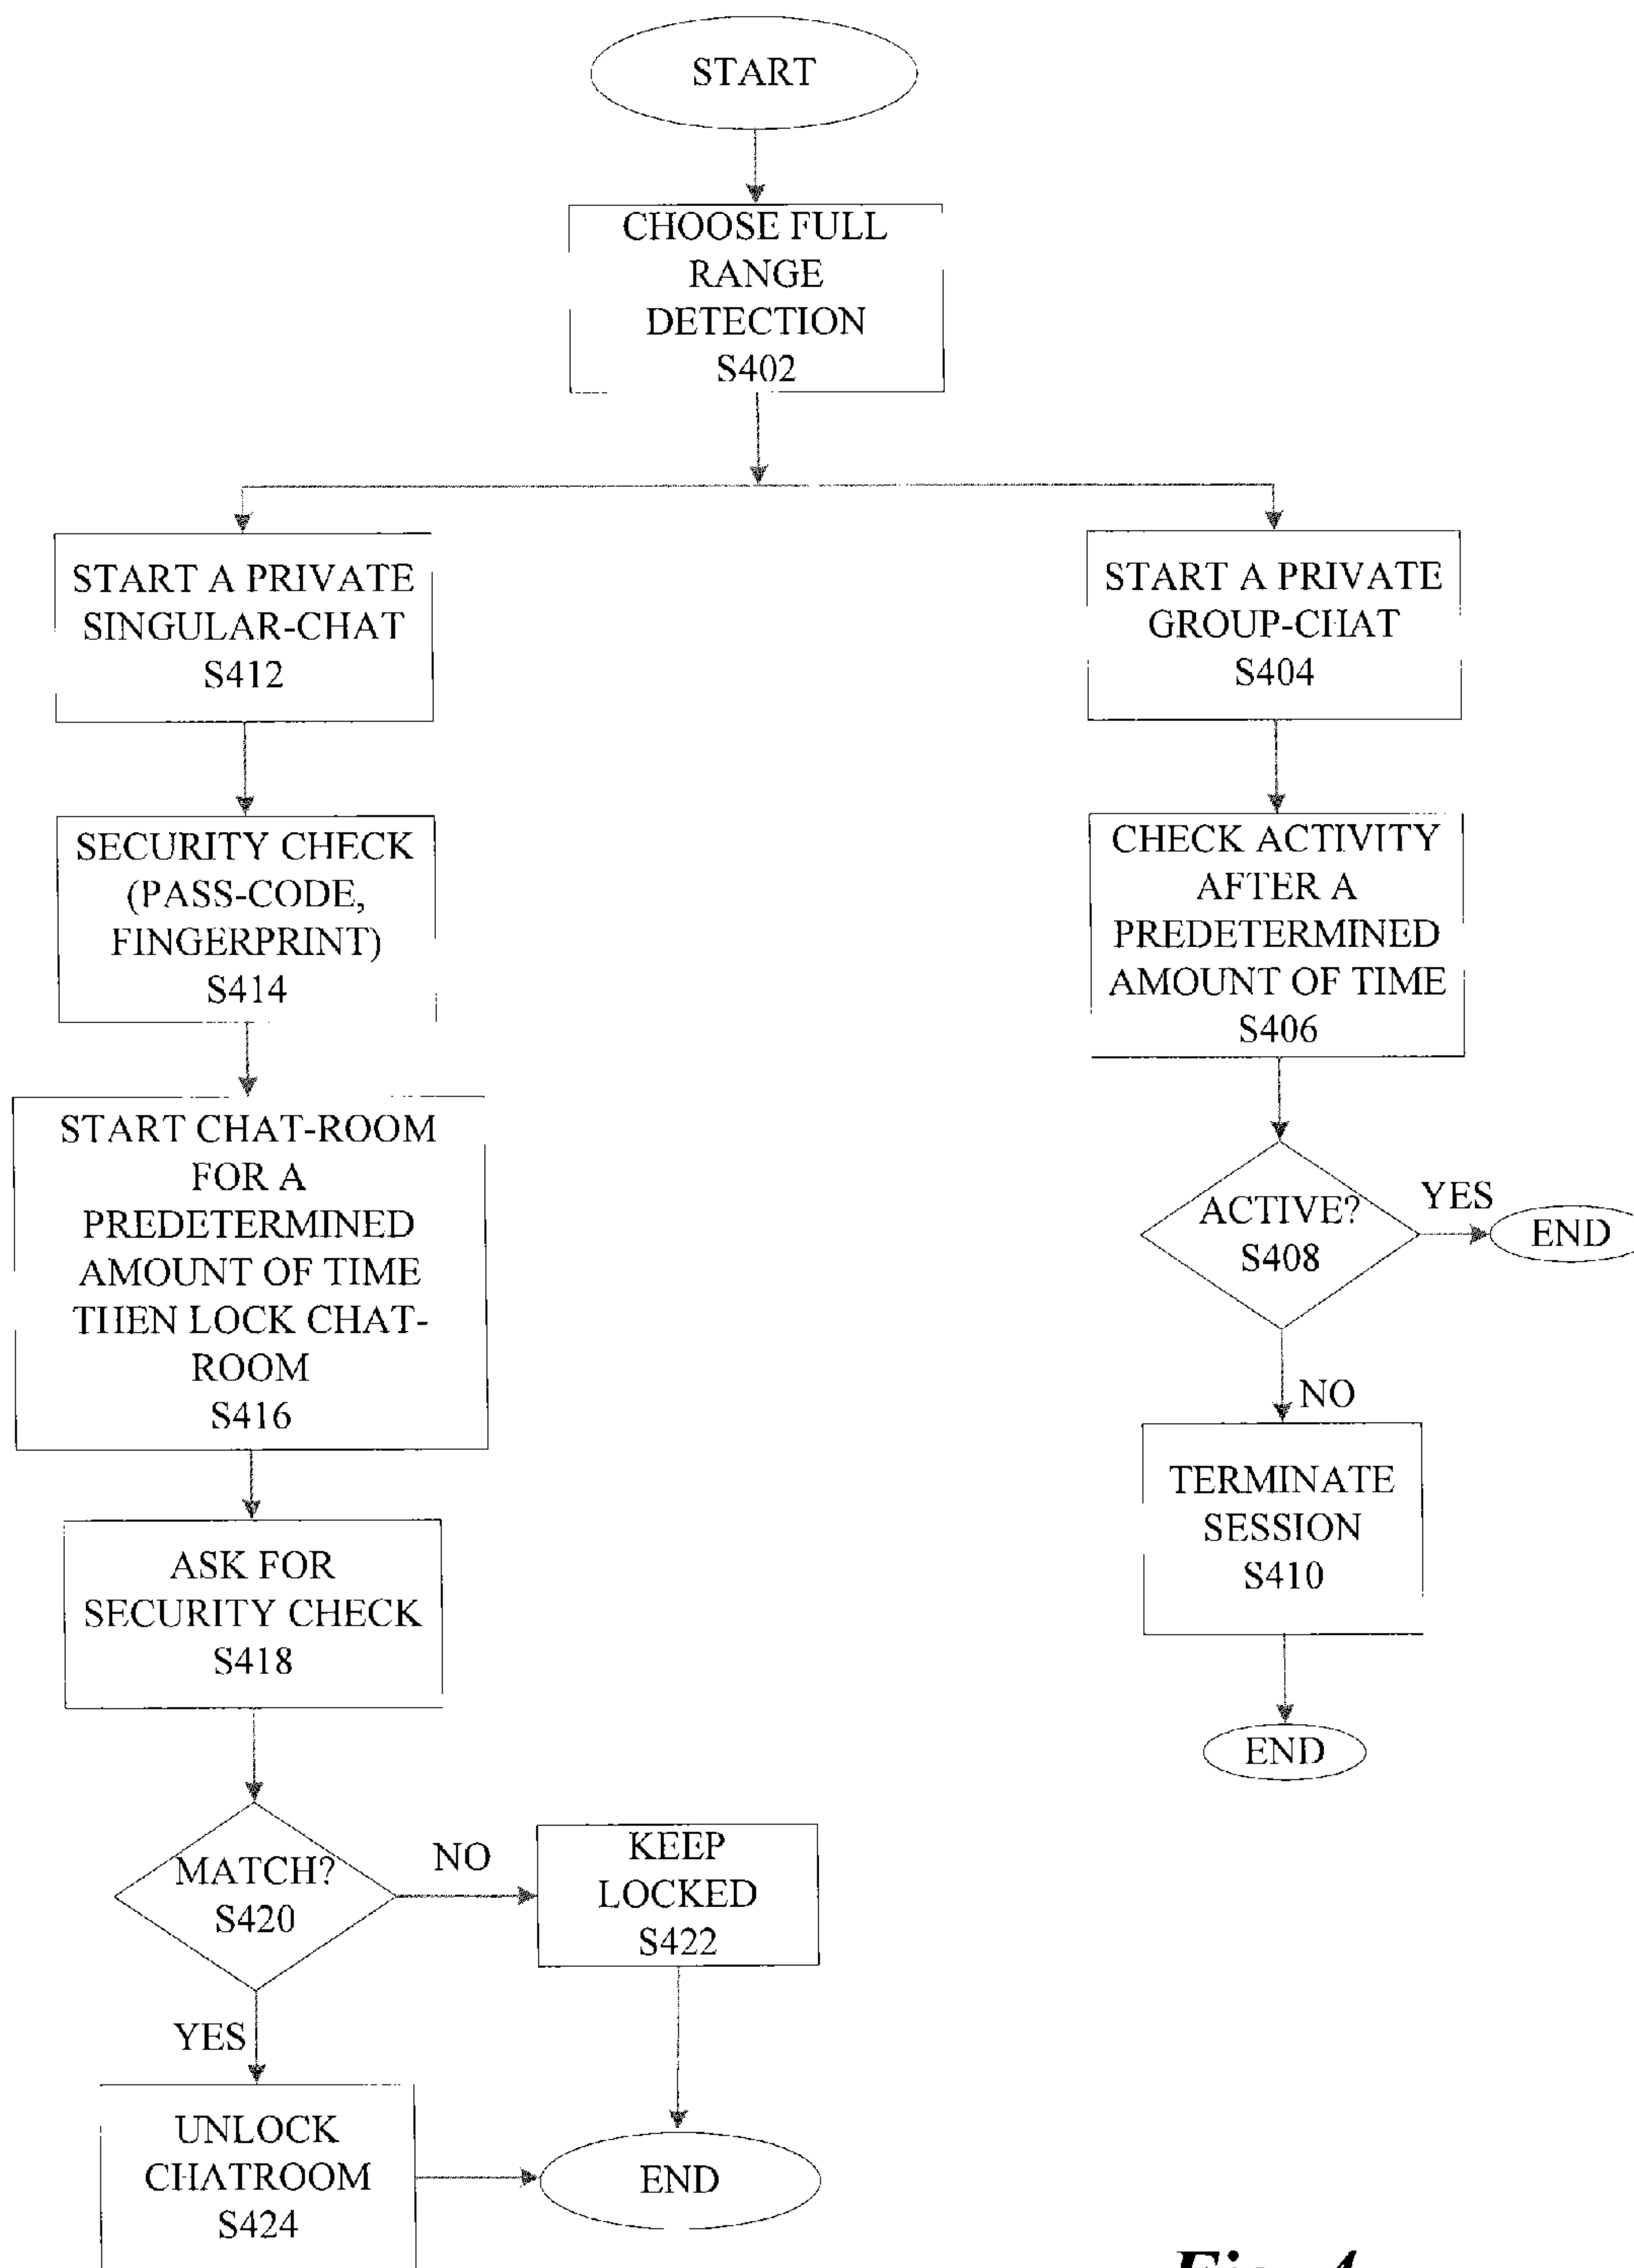 START
CHOOSE FULL
RANGE
DETECTION
S402
START A PRIVATE
SINGULAR-CHAT
S412
SECURITY CHECK
(PASS-CODE,
FINGERPRINT)
S414
START CHAT-ROOM
FOR A
PREDETERMINED
AMOUNT OF TIME
THEN LOCK CHAT-
ROOM
S416
ASK FOR
SECURITY CHECK
S418
MATCH?
S420
NO
KEEP
LOCKED
S422
YES
UNLOCK
CHATROOM
S424
END
START A PRIVATE
GROUP-CHAT
S404
CHECK ACTIVITY
AFTER A
PREDETERMINED
AMOUNT OF TIME
S406
ACTIVE?
S408
YES
END
NO
TERMINATE
SESSION
S410
END
Fig. 4